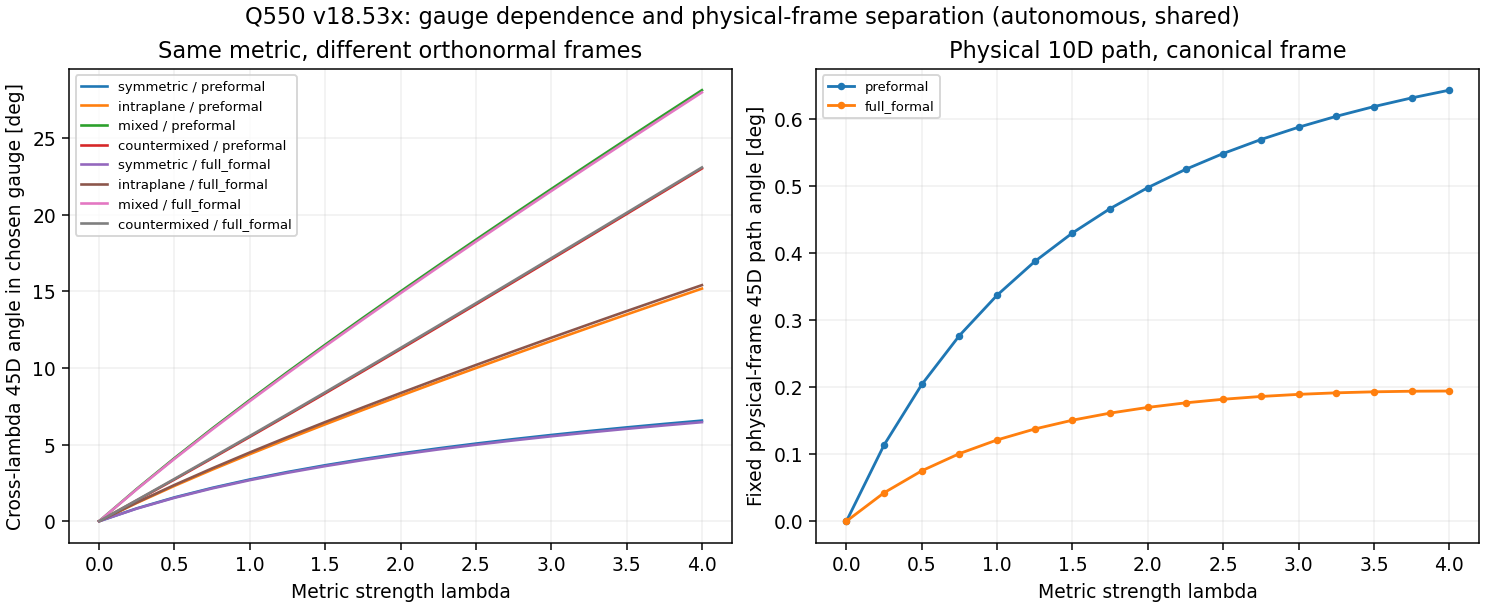 Q550 v18.53x: gauge dependence and physical-frame separation (autonomous, shared)
Same metric, different orthonormal frames
Cross-lambda 45D angle in chosen gauge [deg]
symmetric / preformal
intraplane / preformal
mixed / preformal
countermixed / preformal
symmetric / full_formal
intraplane / full_formal
mixed / full_formal
countermixed / full_formal
25
20
15
10
5
0
0.0 0.5 1.0 1.5 2.0 2.5 3.0 3.5 4.0
Metric strength lambda
Physical 10D path, canonical frame
Fixed physical-frame 45D path angle [deg]
preformal
full_formal
0.6
0.5
0.4
0.3
0.2
0.1
0.0
0.0 0.5 1.0 1.5 2.0 2.5 3.0 3.5 4.0
Metric strength lambda